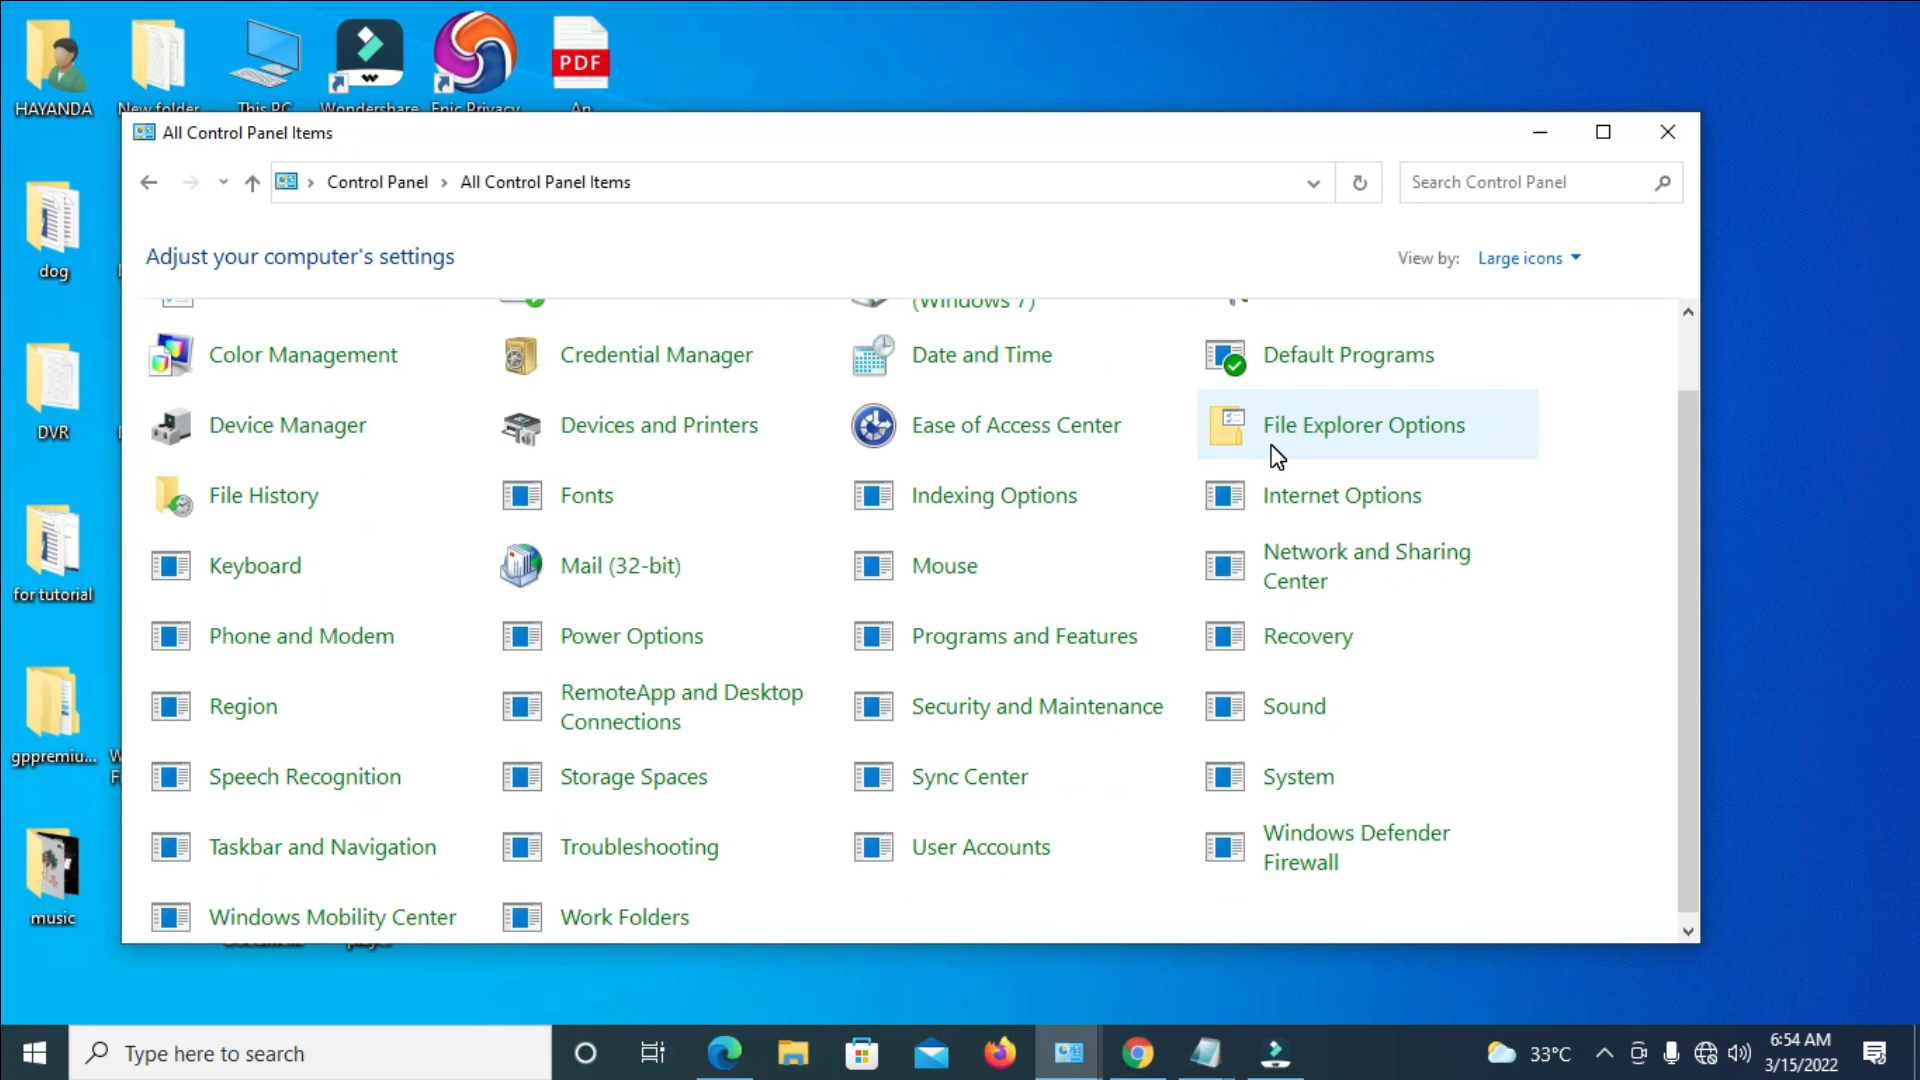 HAYANDA
New folder
This PC
Wondershare
Epic Privacy
PDF
An
All Control Panel Items
Control Panel
All Control Panel Items
Search Control Panel
Adjust your computer's settings
View by:
Large icons
(Windows 7)
Color Management
Credential Manager
Date and Time
Default Programs
Device Manager
Devices and Printers
Ease of Access Center
File Explorer Options
File History
Fonts
Indexing Options
Internet Options
Keyboard
Mail (32-bit)
Mouse
Network and Sharing
Center
Phone and Modem
Power Options
Programs and Features
Recovery
Region
RemoteApp and Desktop
Connections
Security and Maintenance
Sound
Speech Recognition
Storage Spaces
Sync Center
System
Taskbar and Navigation
Troubleshooting
User Accounts
Windows Defender
Firewall
Windows Mobility Center
Work Folders
dog
DVR
for tutorial
gppremiu...
music
Type here to search
33°C
6:54 AM
3/15/2022